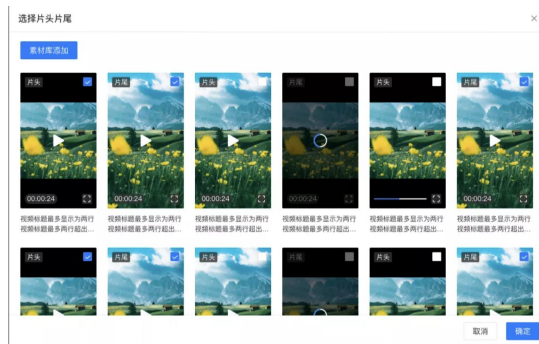 选择片头片尾
素材库添加
片头 片尾 片头 片尾 片头 片尾
00:00:24 00:00:24 00:00:24 00:00:24 00:00:24
视频标题最多显示为两行 视频标题最多显示为两行 视频标题最多显示为两行 视频标题最多显示为两行 视频标题最多显示为两行 视频标题最多显示为两行
视频标题最多两行超出... 视频标题最多两行超出... 视频标题最多两行超出... 视频标题最多两行超出... 视频标题最多两行超出... 视频标题最多两行超出...
片头 片尾 片头 片尾 片头 片尾
取消 确定